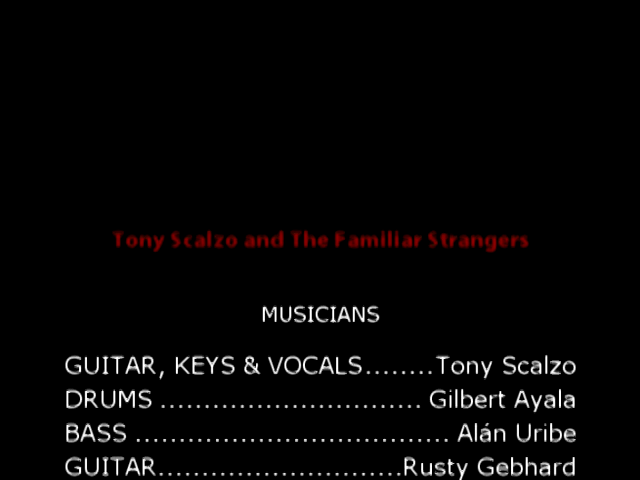 Tony Scalzo and The Familiar Strangers
MUSICIANS
GUITAR, KEYS & VOCALS........Tony Scalzo
DRUMS .............................. Gilbert Ayala
BASS .................................... Alán Uribe
GUITAR............................Rusty Gebhard